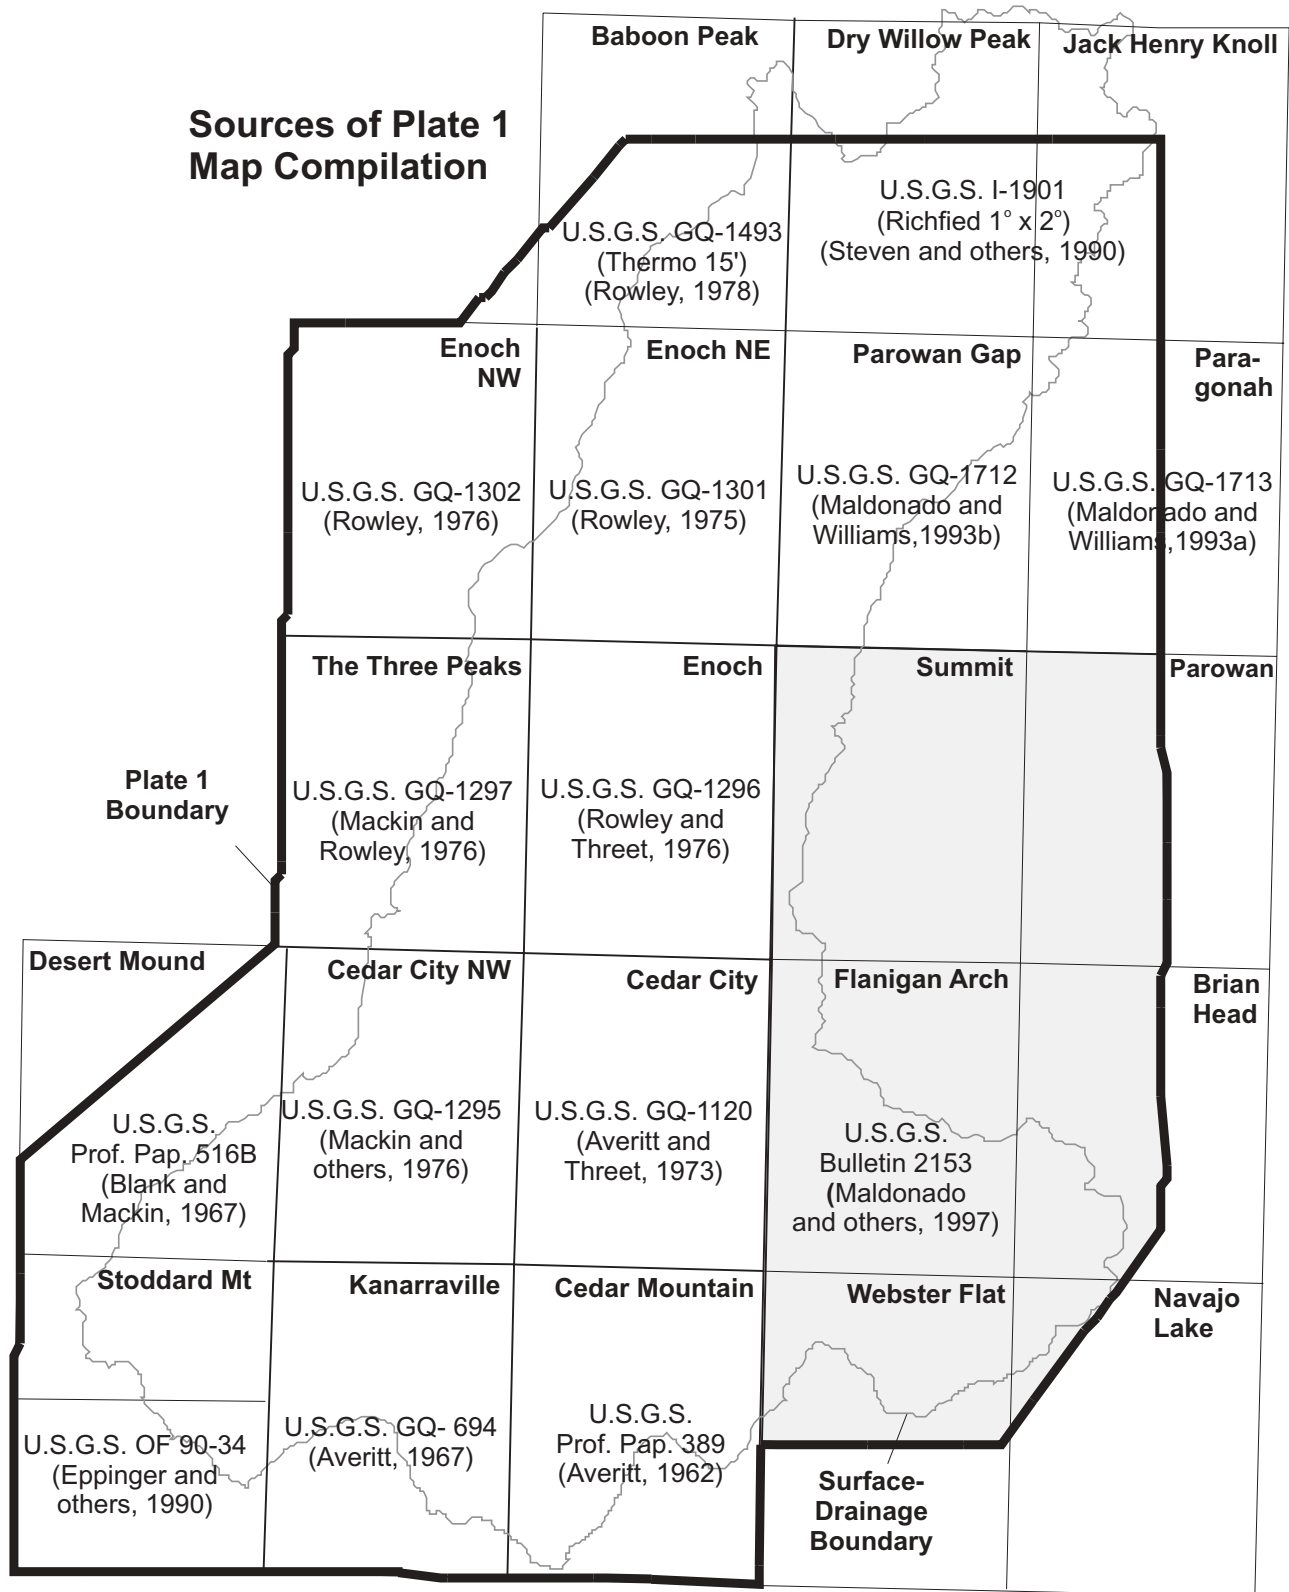 Baboon Peak
Dry Willow Peak
Jack Henry Knoll
Sources of Plate 1
Map Compilation
U.S.G.S. GQ-1493
(Thermo 15')
(Rowley, 1978)
U.S.G.S. I-1901
(Richfied 1° x 2°)
(Steven and others, 1990)
Enoch
NW
U.S.G.S. GQ-1302
(Rowley, 1976)
Enoch NE
U.S.G.S. GQ-1301
(Rowley, 1975)
Parowan Gap
U.S.G.S. GQ-1712
(Maldonado and
Williams,1993b)
Para-
gonah
U.S.G.S. GQ-1713
(Maldonado and
Williams,1993a)
The Three Peaks
U.S.G.S. GQ-1297
(Mackin and
Rowley, 1976)
Enoch
U.S.G.S. GQ-1296
(Rowley and
Threet, 1976)
Summit
Parowan
Plate 1
Boundary
Desert Mound
U.S.G.S.
Prof. Pap. 516B
(Blank and
Mackin, 1967)
Cedar City NW
U.S.G.S. GQ-1295
(Mackin and
others, 1976)
Cedar City
U.S.G.S. GQ-1120
(Averitt and
Threet, 1973)
Flanigan Arch
U.S.G.S.
Bulletin 2153
(Maldonado
and others, 1997)
Brian
Head
Stoddard Mt
U.S.G.S. OF 90-34
(Eppinger and
others, 1990)
Kanarraville
U.S.G.S. GQ- 694
(Averitt, 1967)
Cedar Mountain
U.S.G.S.
Prof. Pap. 389
(Averitt, 1962)
Webster Flat
Navajo
Lake
Surface-
Drainage
Boundary